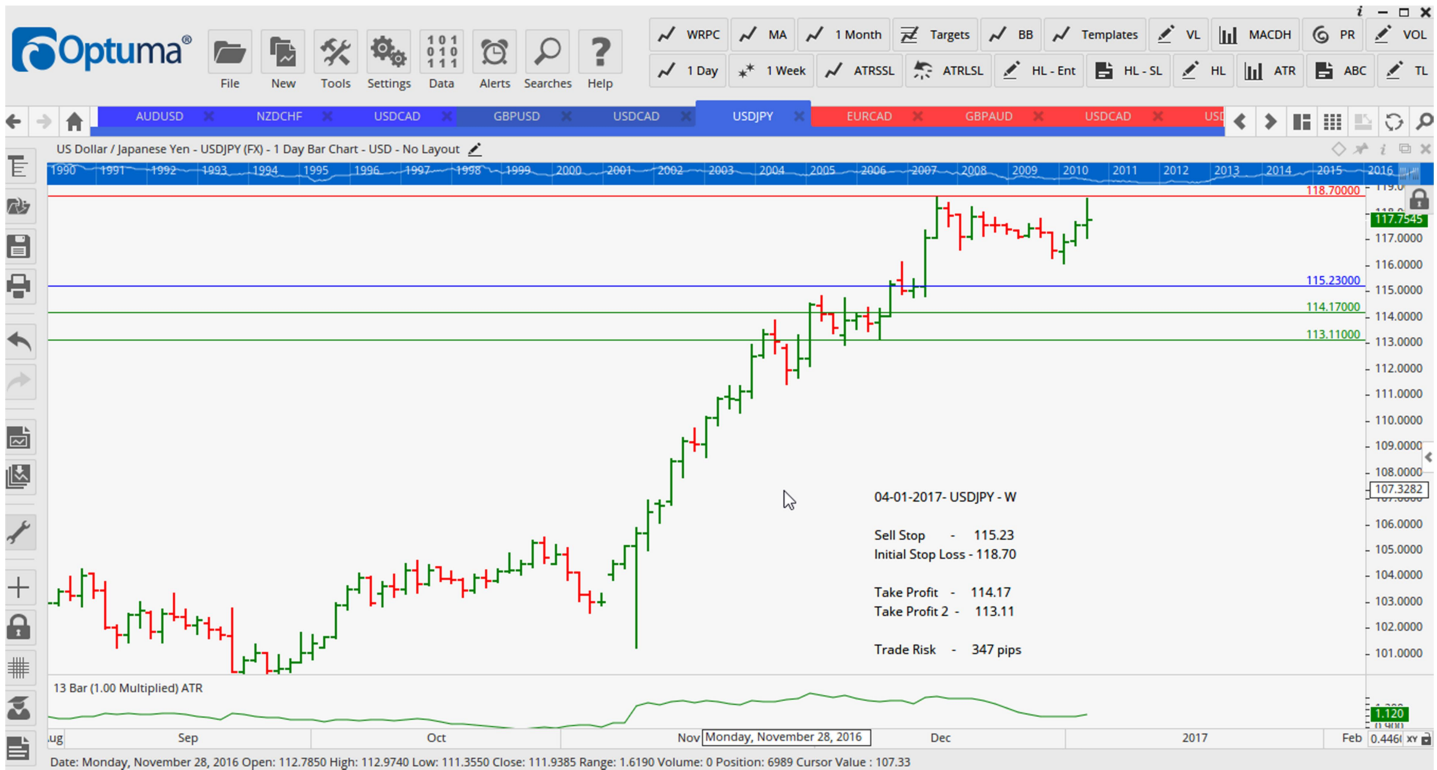 Optuma®
File New Tools Settings Data Alerts Searches Help
WRPC MA 1 Month Targets BB Templates VL MACDH PR VOL
1 Day 1 Week ATRSSL ATRLSL HL - Ent HL - SL HL ATR ABC TL
AUDUSD NZDCHF USDCAD GBPUSD USDCAD USDJPY EURCAD GBPAUD USDCAD
US Dollar / Japanese Yen - USDJPY (FX) - 1 Day Bar Chart - USD - No Layout
1990 1991 1992 1993 1994 1995 1996 1997 1998 1999 2000 2001 2002 2003 2004 2005 2006 2007 2008 2009 2010 2011 2012 2013 2014 2015 2016
118.70000
117.7545
117.0000
116.0000
115.23000
115.0000
114.17000
114.0000
113.11000
113.0000
112.0000
111.0000
110.0000
109.0000
108.0000
107.3282
106.0000
105.0000
104.0000
103.0000
102.0000
101.0000
04-01-2017- USDJPY - W
Sell Stop - 115.23
Initial Stop Loss - 118.70
Take Profit - 114.17
Take Profit 2 - 113.11
Trade Risk - 347 pips
13 Bar (1.00 Multiplied) ATR
1.120
Sep Oct Nov Monday, November 28, 2016 Dec 2017 Feb XY
Date: Monday, November 28, 2016 Open: 112.7850 High: 112.9740 Low: 111.3550 Close: 111.9385 Range: 1.6190 Volume: 0 Position: 6989 Cursor Value : 107.33